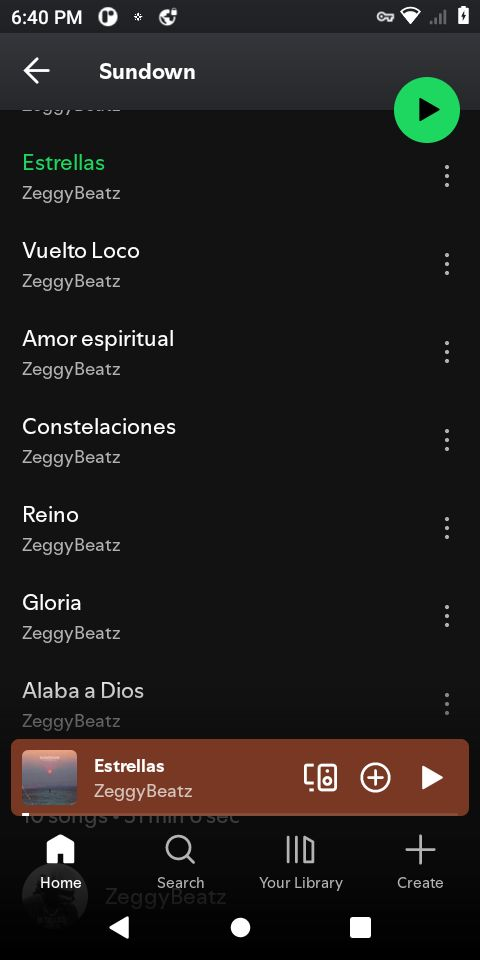 6:40 PM
Sundown
ZeggyBeatz
Estrellas
ZeggyBeatz
Vuelto Loco
ZeggyBeatz
Amor espiritual
ZeggyBeatz
Constelaciones
ZeggyBeatz
Reino
ZeggyBeatz
Gloria
ZeggyBeatz
Alaba a Dios
ZeggyBeatz
Estrellas
ZeggyBeatz
10 songs • 31 min 6 sec
Home
Search
Your Library
Create
ZeggyBeatz